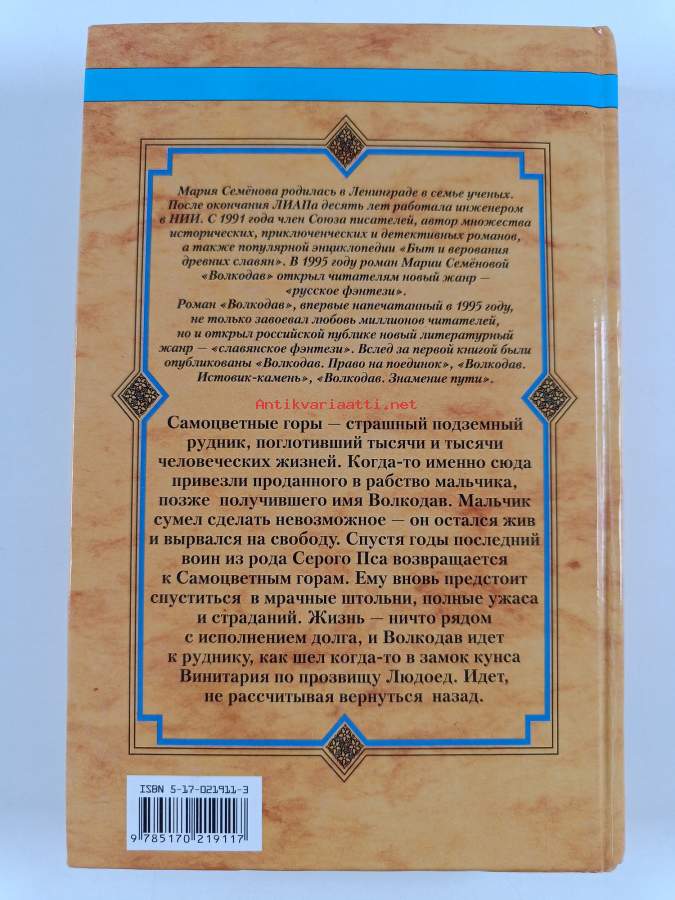 Мария Семёнова родилась в Ленинграде в семье ученых.
После окончания ЛИАПа десять лет работала инженером
в НИИ. С 1991 года член Союза писателей, автор множества
исторических, приключенческих и детективных романов,
а также популярной энциклопедии «Быт и верования
древних славян». В 1995 году роман Марии Семёновой
«Волкодав» открыл читателям новый жанр —
«русское фэнтези».
Роман «Волкодав», впервые напечатанный в 1995 году,
не только завоевал любовь миллионов читателей,
но и открыл российской публике новый литературный
жанр — «славянское фэнтези». Вслед за первой книгой были
опубликованы «Волкодав. Право на поединок», «Волкодав.
Истовик-камень», «Волкодав. Знамение пути».
Antikvariaatti.net
Самоцветные горы — страшный подземный
рудник, поглотивший тысячи и тысячи
человеческих жизней. Когда-то именно сюда
привезли проданного в рабство мальчика,
позже получившего имя Волкодав. Мальчик
сумел сделать невозможное — он остался жив
и вырвался на свободу. Спустя годы последний
воин из рода Серого Пса возвращается
к Самоцветным горам. Ему вновь предстоит
спуститься в мрачные штольни, полные ужаса
и страданий. Жизнь — ничто рядом
с исполнением долга, и Волкодав идет
к руднику, как шел когда-то в замок кунса
Винитария по прозвищу Людоед. Идет,
не рассчитывая вернуться назад.
ISBN 5-17-021911-3
9 785170 219117